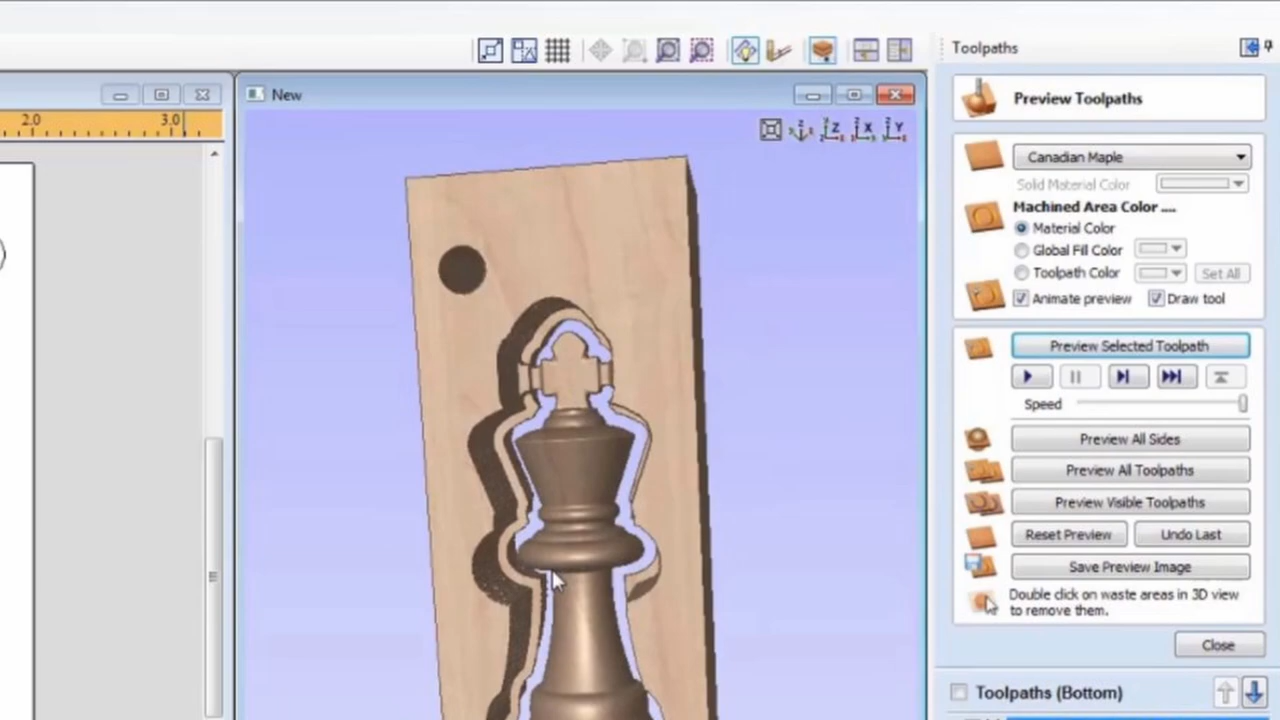 Toolpaths
2.0
3.0
New
Z
X
Y
Preview Toolpaths
Canadian Maple
Solid Material Color
Machined Area Color ....
Material Color
Global Fill Color
Toolpath Color
Set All
Animate preview
Draw tool
Preview Selected Toolpath
Speed
Preview All Sides
Preview All Toolpaths
Preview Visible Toolpaths
Reset Preview
Undo Last
Save Preview Image
Double click on waste areas in 3D view
to remove them.
Close
Toolpaths (Bottom)